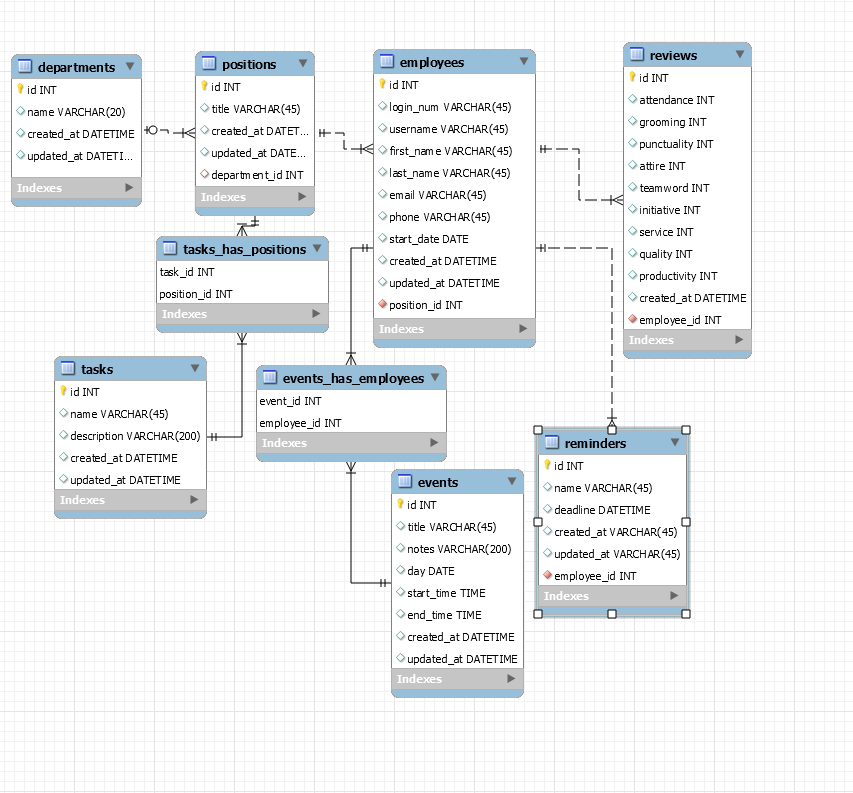 departments
id INT
name VARCHAR(20)
created_at DATETIME
updated_at DATETI...
Indexes
positions
id INT
title VARCHAR(45)
created_at DATET...
updated_at DATE...
department_id INT
Indexes
employees
id INT
login_num VARCHAR(45)
username VARCHAR(45)
first_name VARCHAR(45)
last_name VARCHAR(45)
email VARCHAR(45)
phone VARCHAR(45)
start_date DATE
created_at DATETIME
updated_at DATETIME
position_id INT
Indexes
reviews
id INT
attendance INT
grooming INT
punctuality INT
attire INT
teamword INT
initiative INT
service INT
quality INT
productivity INT
created_at DATETIME
employee_id INT
Indexes
tasks_has_positions
task_id INT
position_id INT
Indexes
tasks
id INT
name VARCHAR(45)
description VARCHAR(200)
created_at DATETIME
updated_at DATETIME
Indexes
events_has_employees
event_id INT
employee_id INT
Indexes
events
id INT
title VARCHAR(45)
notes VARCHAR(200)
day DATE
start_time TIME
end_time TIME
created_at DATETIME
updated_at DATETIME
Indexes
reminders
id INT
name VARCHAR(45)
deadline DATETIME
created_at VARCHAR(45)
updated_at VARCHAR(45)
employee_id INT
Indexes